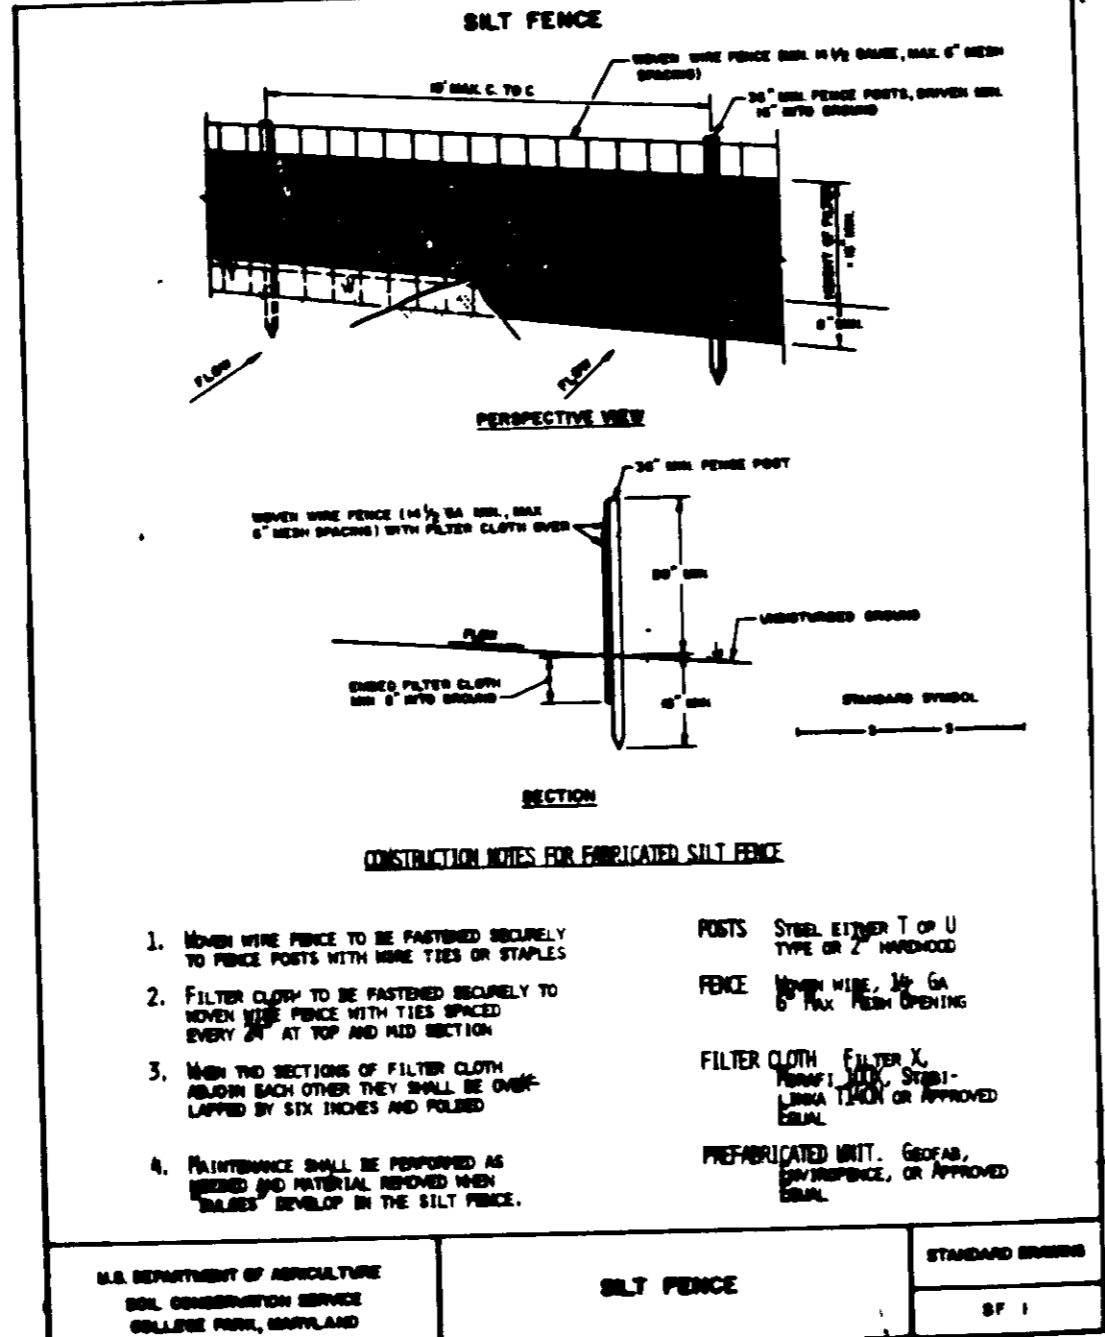 SILT FENCE
WOVEN WIRE FENCE (MIN. 14 1/2 GAUGE, MAX. 6" MESH
SPACING)
10' MAX. C. TO C
36" MIN. FENCE POSTS, DRIVEN MIN.
16" INTO GROUND
HEIGHT OF FILTER
= 16" MIN.
8" MIN.
FLOW
FLOW
PERSPECTIVE VIEW
36" MIN. FENCE POST
WOVEN WIRE FENCE (14 1/2 GA MIN., MAX
6" MESH SPACING) WITH FILTER CLOTH OVER
20" MIN.
FLOW
UNDISTURBED GROUND
EMBED FILTER CLOTH
MIN 8" INTO GROUND
16" MIN.
STANDARD SYMBOL
S S
SECTION
CONSTRUCTION NOTES FOR FABRICATED SILT FENCE
1. WOVEN WIRE FENCE TO BE FASTENED SECURELY
TO FENCE POSTS WITH WIRE TIES OR STAPLES
2. FILTER CLOTH TO BE FASTENED SECURELY TO
WOVEN WIRE FENCE WITH TIES SPACED
EVERY 24" AT TOP AND MID SECTION
3. WHEN TWO SECTIONS OF FILTER CLOTH
ADJOIN EACH OTHER THEY SHALL BE OVER-
LAPPED BY SIX INCHES AND FOLDED
4. MAINTENANCE SHALL BE PERFORMED AS
NEEDED AND MATERIAL REMOVED WHEN
"BULGES" DEVELOP IN THE SILT FENCE.
POSTS STEEL EITHER T OR U
TYPE OR 2" HARDWOOD
FENCE WOVEN WIRE, GA
6" MAX MESH OPENING
FILTER CLOTH FILTER X,
MIRAFI 100X, STABI-
LINKA T140N OR APPROVED
EQUAL
PREFABRICATED UNIT. GEOFAB,
ENVIROFENCE, OR APPROVED
EQUAL
U.S. DEPARTMENT OF AGRICULTURE
SOIL CONSERVATION SERVICE
COLLEGE PARK, MARYLAND
SILT FENCE
STANDARD DRAWING
SF 1